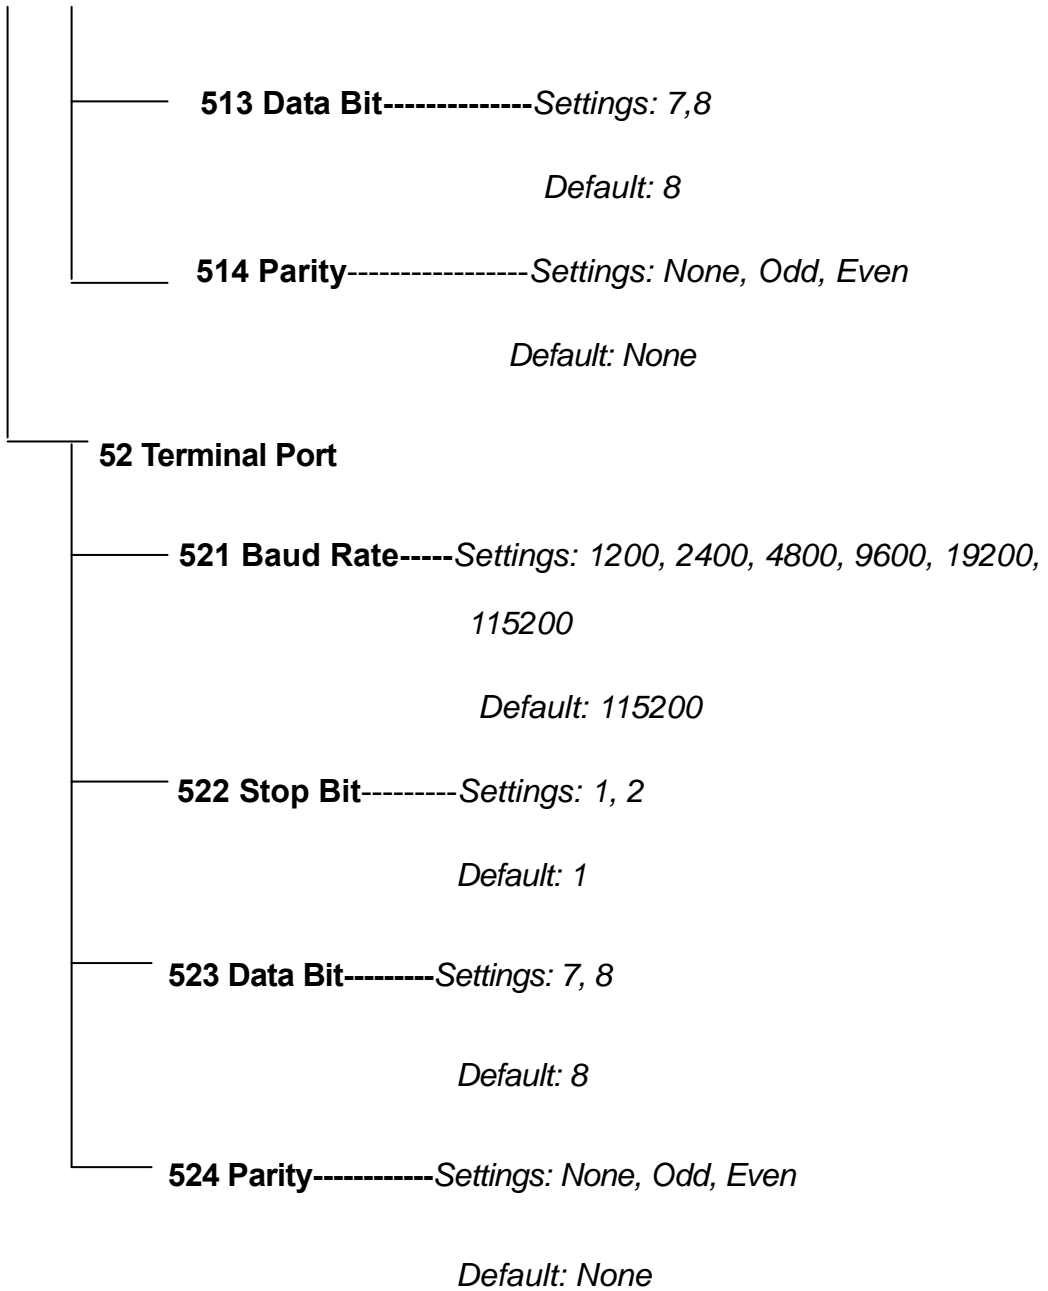 513 Data Bit--------------Settings: 7,8
Default: 8
514 Parity-----------------Settings: None, Odd, Even
Default: None
52 Terminal Port
521 Baud Rate-----Settings: 1200, 2400, 4800, 9600, 19200,
115200
Default: 115200
522 Stop Bit---------Settings: 1, 2
Default: 1
523 Data Bit---------Settings: 7, 8
Default: 8
524 Parity------------Settings: None, Odd, Even
Default: None